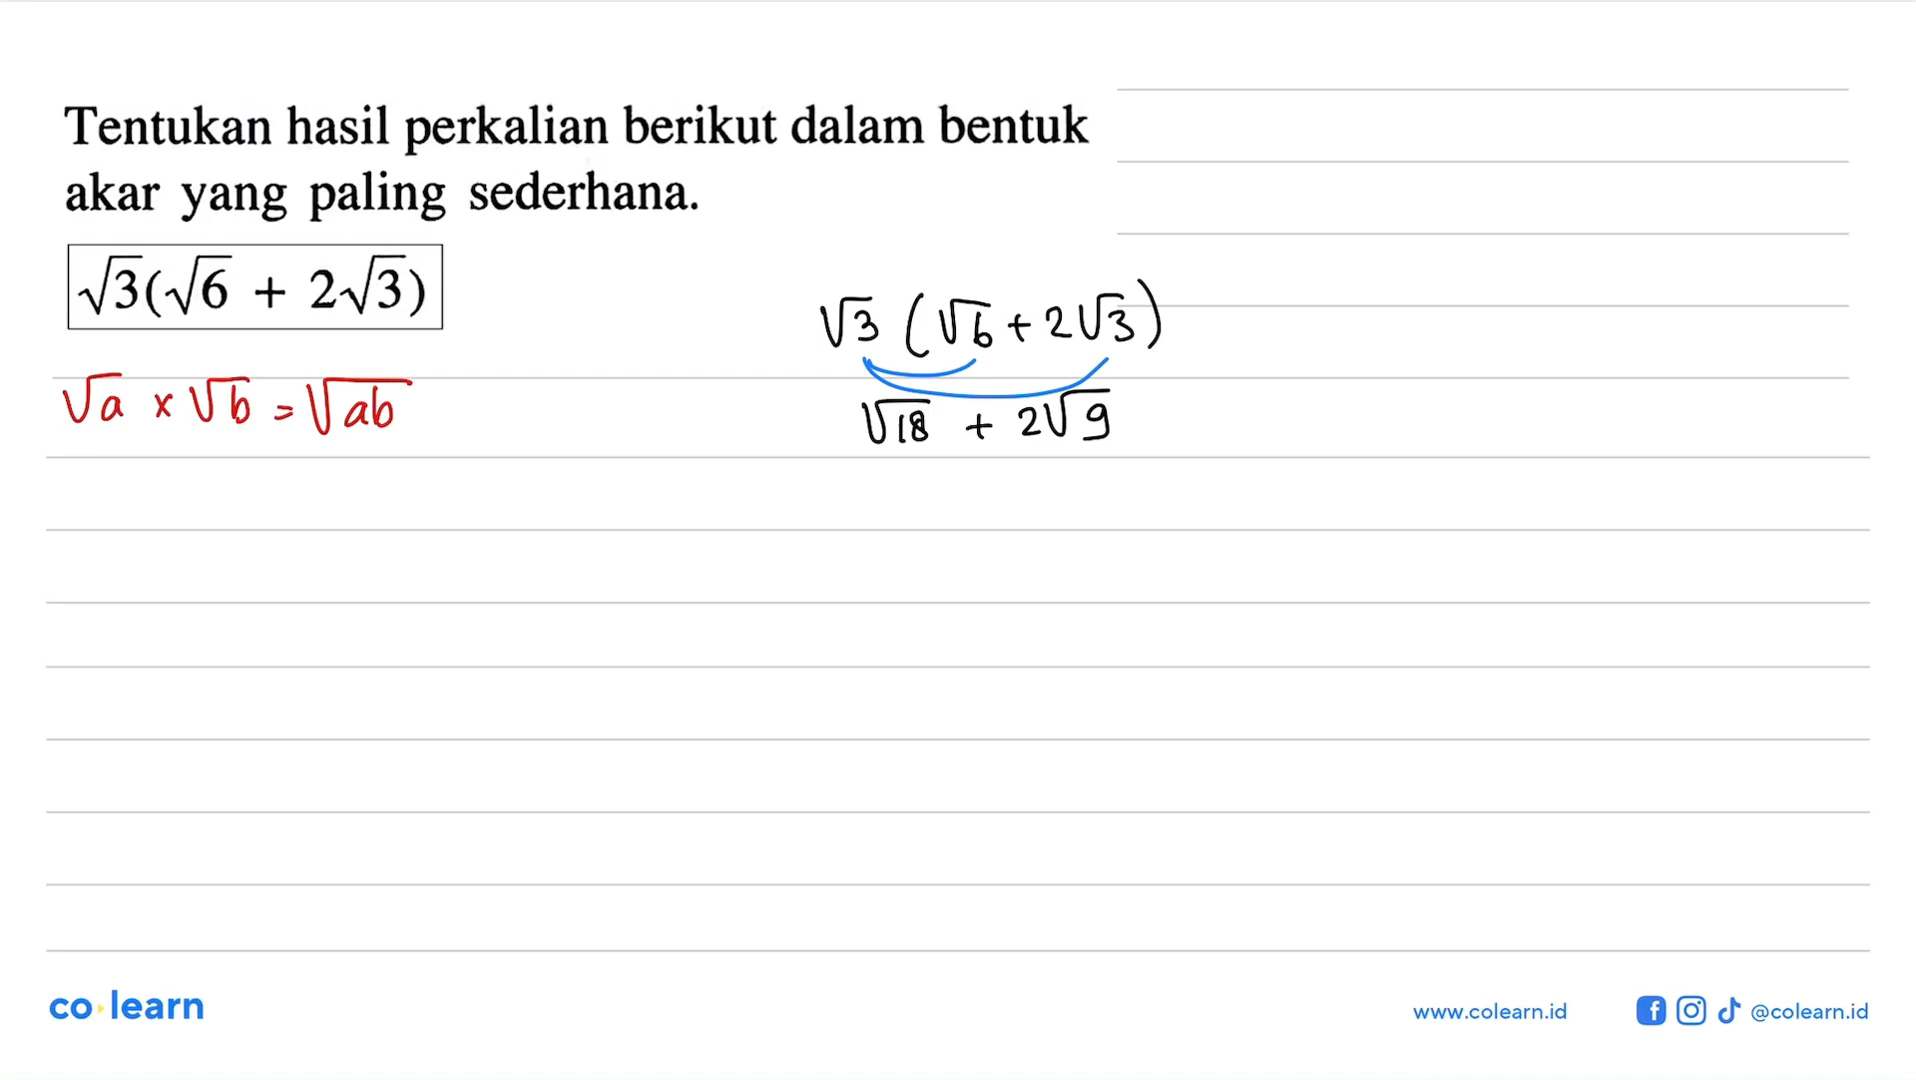 Tentukan hasil perkalian berikut dalam bentuk
akar yang paling sederhana.
√3(√6 + 2√3)
√3 (√6 + 2√3)
√a × √b = √ab
√18 + 2√9
co learn
www.colearn.id
@colearn.id